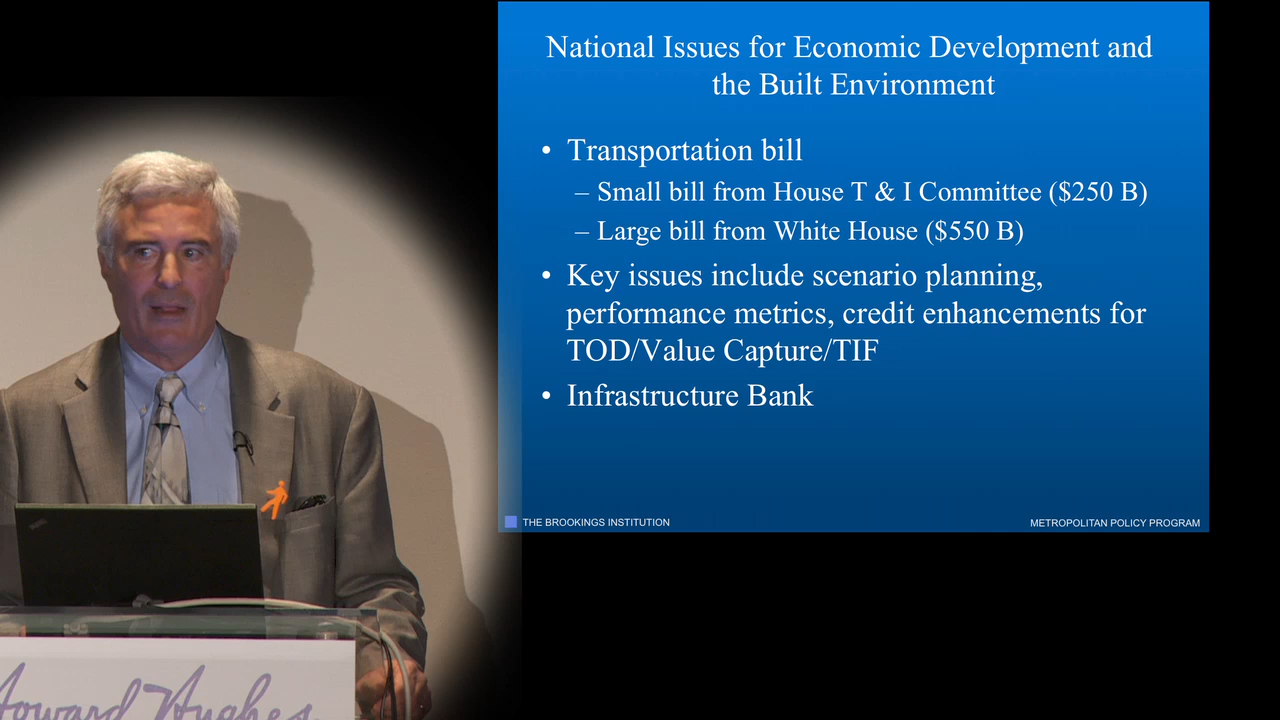 National Issues for Economic Development and
the Built Environment
• Transportation bill
– Small bill from House T & I Committee ($250 B)
– Large bill from White House ($550 B)
• Key issues include scenario planning,
performance metrics, credit enhancements for
TOD/Value Capture/TIF
• Infrastructure Bank
THE BROOKINGS INSTITUTION
METROPOLITAN POLICY PROGRAM
Howard Hughes